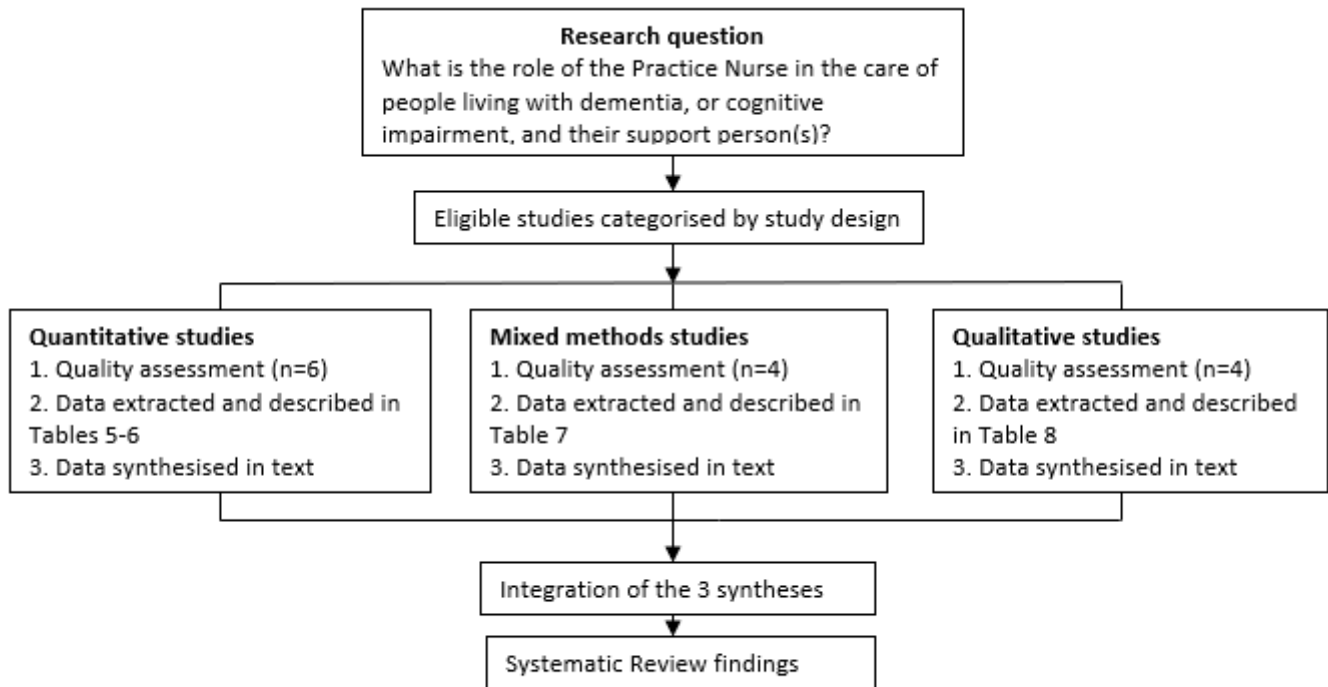 Research question
What is the role of the Practice Nurse in the care of
people living with dementia, or cognitive
impairment, and their support person(s)?
Eligible studies categorised by study design
Quantitative studies
1. Quality assessment (n=6)
2. Data extracted and described in
Tables 5-6
3. Data synthesised in text
Mixed methods studies
1. Quality assessment (n=4)
2. Data extracted and described in
Table 7
3. Data synthesised in text
Qualitative studies
1. Quality assessment (n=4)
2. Data extracted and described
in Table 8
3. Data synthesised in text
Integration of the 3 syntheses
Systematic Review findings